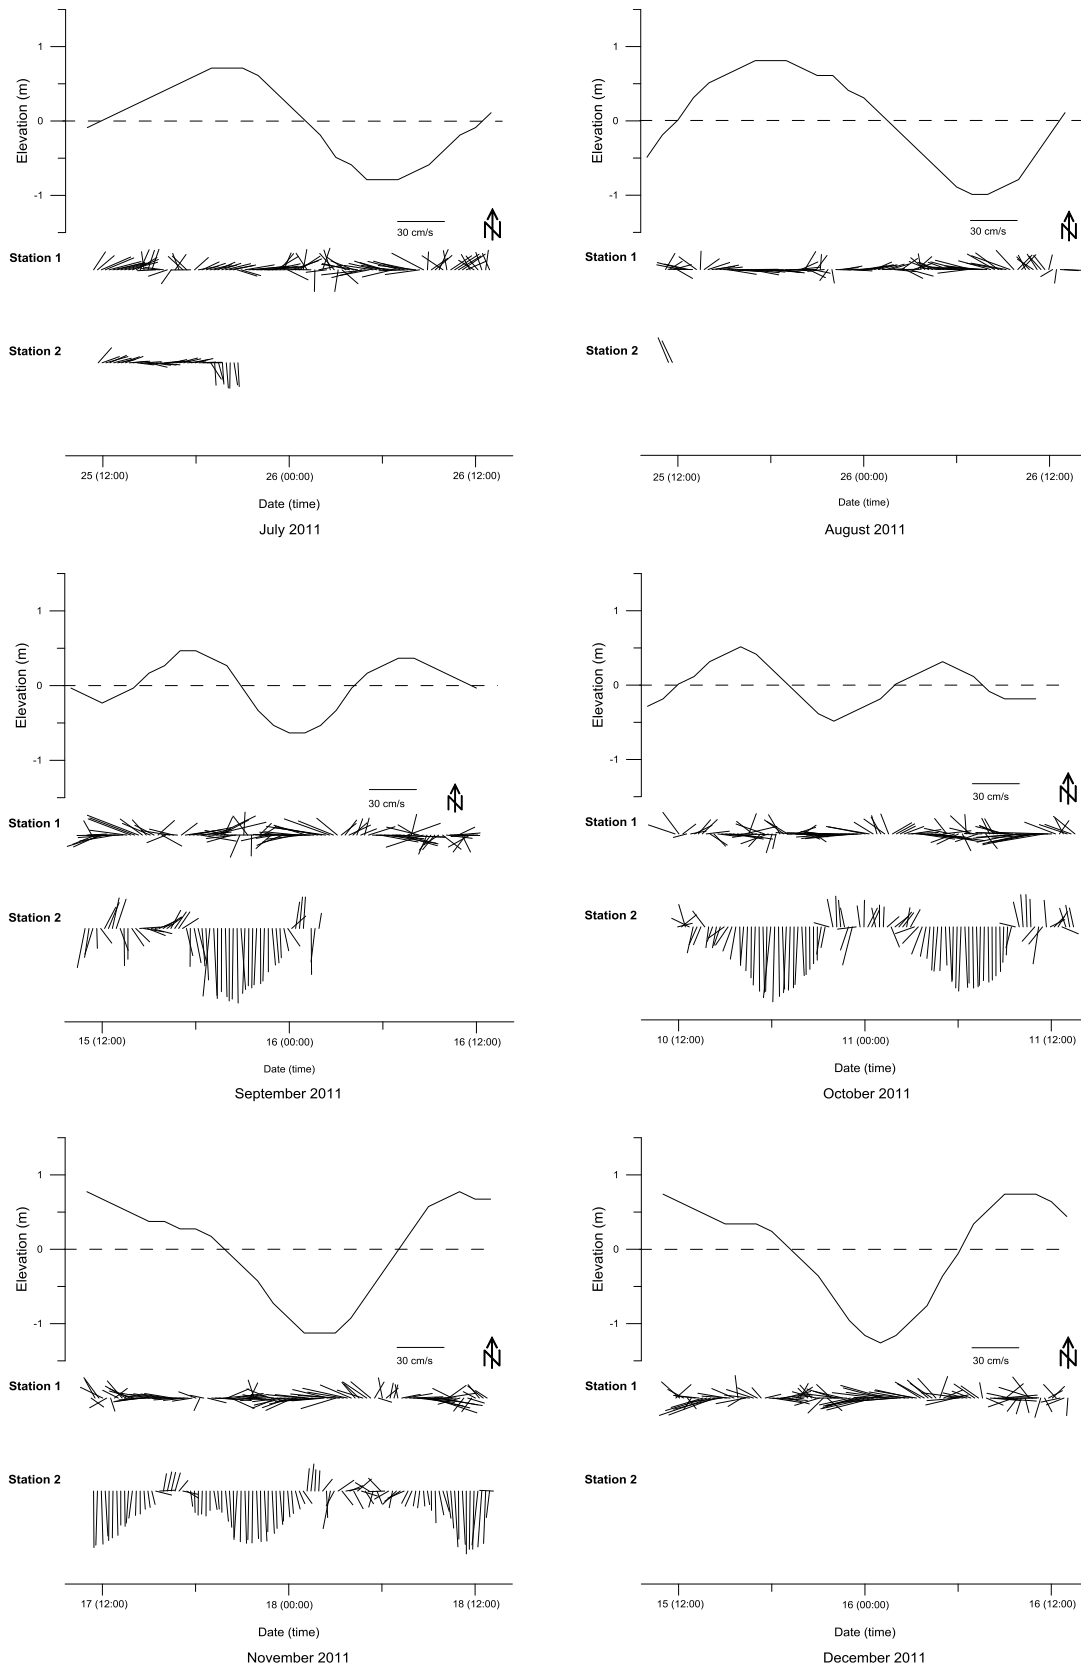 Elevation (m)
1
0
-1
30 cm/s
N
Station 1
Station 2
25 (12:00)
26 (00:00)
26 (12:00)
Date (time)
July 2011
Elevation (m)
1
0
-1
30 cm/s
N
Station 1
Station 2
25 (12:00)
26 (00:00)
26 (12:00)
Date (time)
August 2011
Elevation (m)
1
0
-1
30 cm/s
N
Station 1
Station 2
15 (12:00)
16 (00:00)
16 (12:00)
Date (time)
September 2011
Elevation (m)
1
0
-1
30 cm/s
N
Station 1
Station 2
10 (12:00)
11 (00:00)
11 (12:00)
Date (time)
October 2011
Elevation (m)
1
0
-1
30 cm/s
N
Station 1
Station 2
17 (12:00)
18 (00:00)
18 (12:00)
Date (time)
November 2011
Elevation (m)
1
0
-1
30 cm/s
N
Station 1
Station 2
15 (12:00)
16 (00:00)
16 (12:00)
Date (time)
December 2011